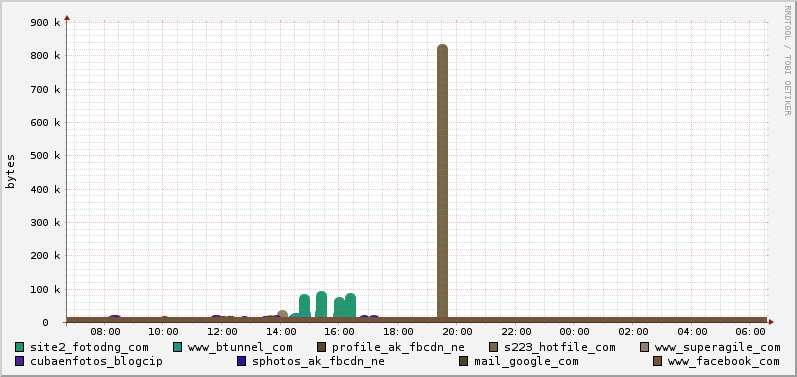 900 k
800 k
700 k
600 k
500 k
400 k
300 k
200 k
100 k
0
bytes
RRDTOOL / TOBI OETIKER
08:00 10:00 12:00 14:00 16:00 18:00 20:00 22:00 00:00 02:00 04:00 06:00
site2_fotodng_com www_btunnel_com profile_ak_fbcdn_ne s223_hotfile_com www_superagile_com
cubaenfotos_blogcip sphotos_ak_fbcdn_ne mail_google_com www_facebook_com